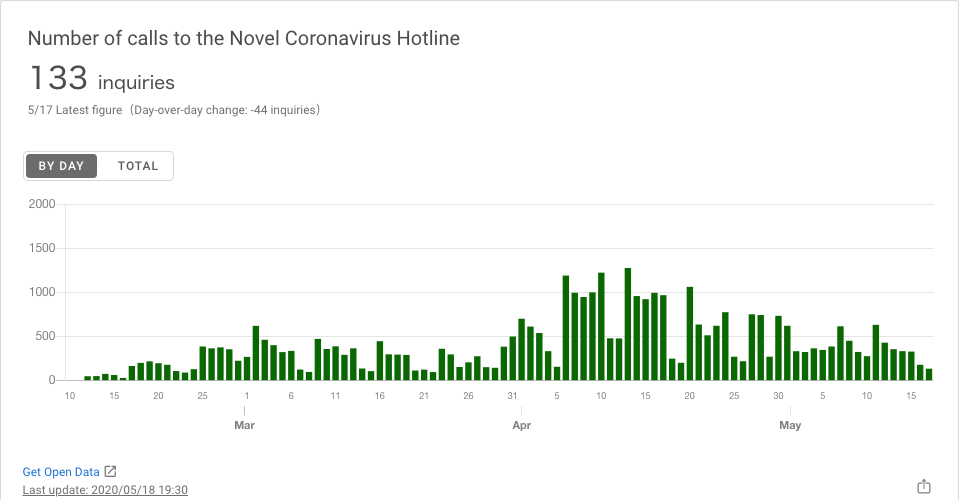 Number of calls to the Novel Coronavirus Hotline
133 inquiries
5/17 Latest figure (Day-over-day change: -44 inquiries)
BY DAY TOTAL
2000
1500
1000
500
0
10 15 20 25 1 6 11 16 21 26 31 5 10 15 20 25 30 5 10 15
Mar Apr May
Get Open Data
Last update: 2020/05/18 19:30